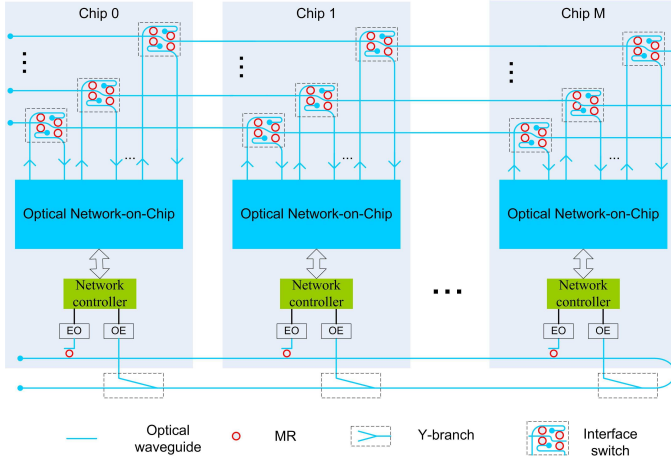 Chip 0
Chip 1
Chip M
...
...
...
Optical Network-on-Chip
Optical Network-on-Chip
Optical Network-on-Chip
Network
controller
Network
controller
...
Network
controller
EO
OE
EO
OE
EO
OE
Optical
waveguide
MR
Y-branch
Interface
switch